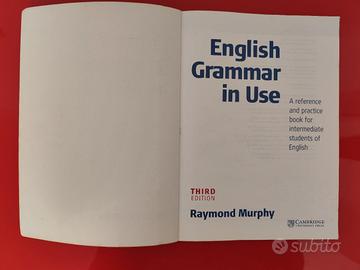 English
Grammar
in Use
A reference
and practice
book for
intermediate
students of
English
THIRD
EDITION
Raymond Murphy
CAMBRIDGE
UNIVERSITY PRESS
subito